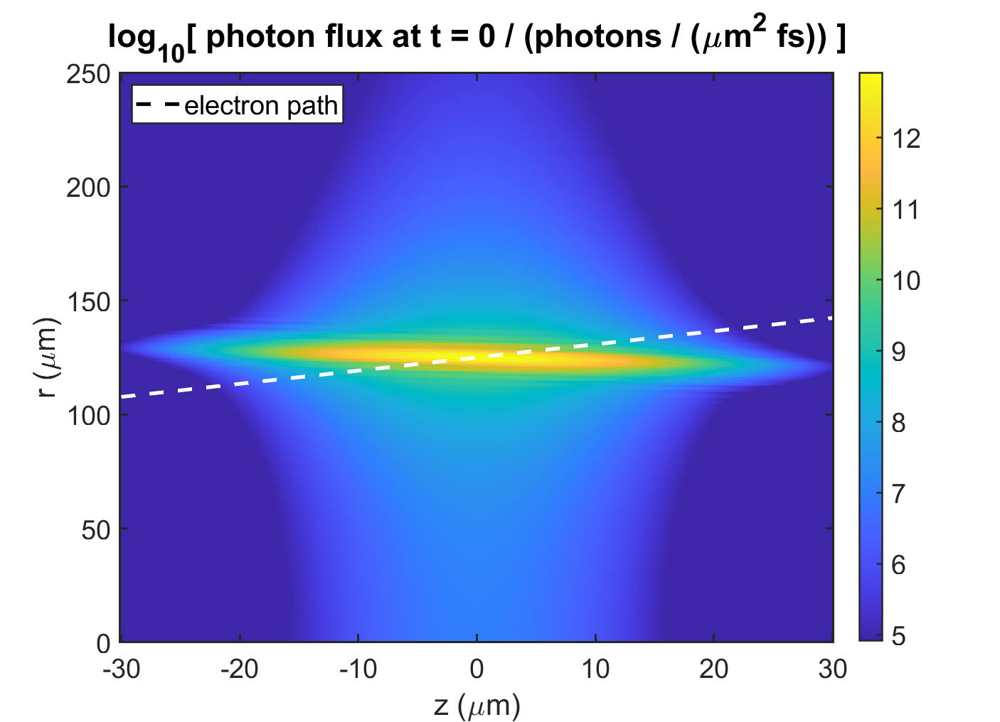 log₁₀[ photon flux at t = 0 / (photons / (μm² fs)) ]
electron path
250
200
150
100
50
0
r (μm)
-30 -20 -10 0 10 20 30
z (μm)
12
11
10
9
8
7
6
5